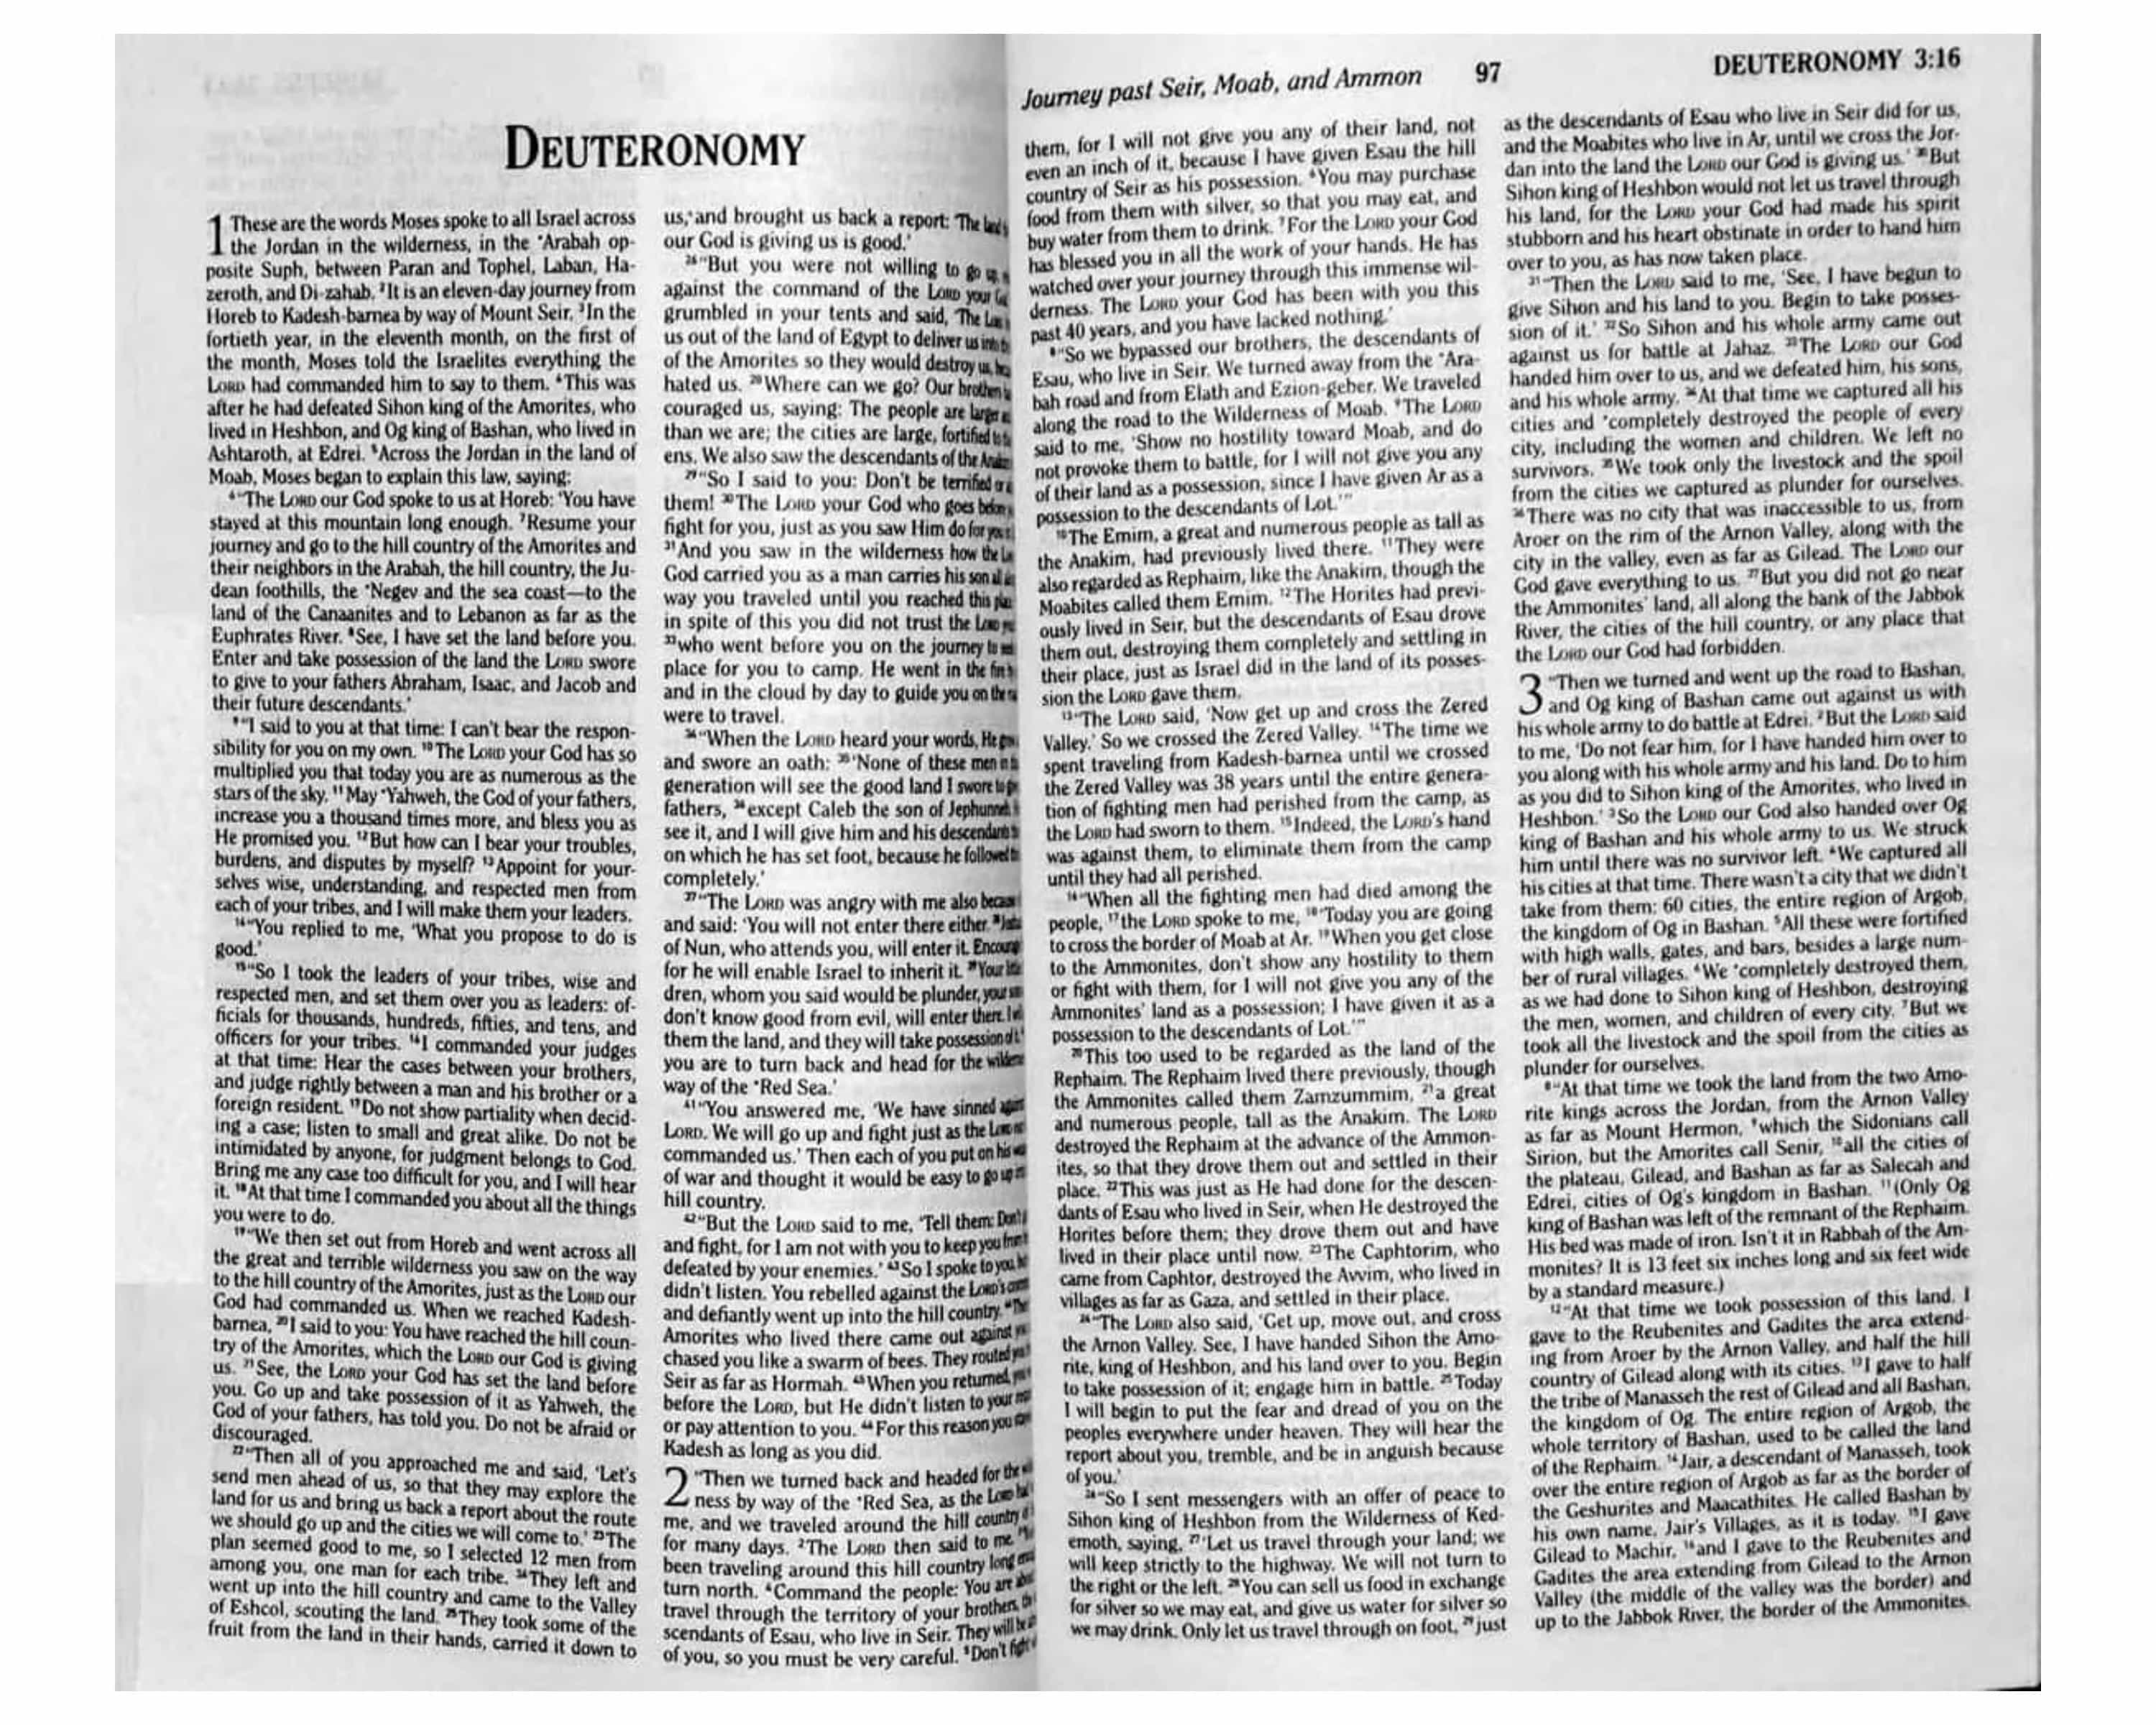 DEUTERONOMY
1 These are the words Moses spoke to all Israel across
the Jordan in the wilderness, in the *Arabah op-
posite Suph, between Paran and Tophel, Laban, Ha-
zeroth, and Di-zahab. 2It is an eleven-day journey from
Horeb to Kadesh-barnea by way of Mount Seir. 3In the
fortieth year, in the eleventh month, on the first of
the month, Moses told the Israelites everything the
LORD had commanded him to say to them. 4This was
after he had defeated Sihon king of the Amorites, who
lived in Heshbon, and Og king of Bashan, who lived in
Ashtaroth, at Edrei. 5Across the Jordan in the land of
Moab, Moses began to explain this law, saying:
6"The LORD our God spoke to us at Horeb: 'You have
stayed at this mountain long enough. 7Resume your
journey and go to the hill country of the Amorites and
their neighbors in the Arabah, the hill country, the Ju-
dean foothills, the *Negev and the sea coast—to the
land of the Canaanites and to Lebanon as far as the
Euphrates River. 8See, I have set the land before you.
Enter and take possession of the land the LORD swore
to give to your fathers Abraham, Isaac, and Jacob and
their future descendants.'
9"I said to you at that time: I can't bear the respon-
sibility for you on my own. 10The LORD your God has so
multiplied you that today you are as numerous as the
stars of the sky. 11May *Yahweh, the God of your fathers,
increase you a thousand times more, and bless you as
He promised you. 12But how can I bear your troubles,
burdens, and disputes by myself? 13Appoint for your-
selves wise, understanding, and respected men from
each of your tribes, and I will make them your leaders.
14"You replied to me, 'What you propose to do is
good.'
15"So I took the leaders of your tribes, wise and
respected men, and set them over you as leaders: of-
ficials for thousands, hundreds, fifties, and tens, and
officers for your tribes. 16I commanded your judges
at that time: Hear the cases between your brothers,
and judge rightly between a man and his brother or a
foreign resident. 17Do not show partiality when decid-
ing a case; listen to small and great alike. Do not be
intimidated by anyone, for judgment belongs to God.
Bring me any case too difficult for you, and I will hear
it. 18At that time I commanded you about all the things
you were to do.
19"We then set out from Horeb and went across all
the great and terrible wilderness you saw on the way
to the hill country of the Amorites, just as the LORD our
God had commanded us. When we reached Kadesh-
barnea, 20I said to you: You have reached the hill coun-
try of the Amorites, which the LORD our God is giving
us. 21See, the LORD your God has set the land before
you. Go up and take possession of it as Yahweh, the
God of your fathers, has told you. Do not be afraid or
discouraged.
22"Then all of you approached me and said, 'Let's
send men ahead of us, so that they may explore the
land for us and bring us back a report about the route
we should go up and the cities we will come to.' 23The
plan seemed good to me, so I selected 12 men from
among you, one man for each tribe. 24They left and
went up into the hill country and came to the Valley
of Eshcol, scouting the land. 25They took some of the
fruit from the land in their hands, carried it down to
us, and brought us back a report: 'The land
our God is giving us is good.'
26"But you were not willing to go up,
against the command of the LORD your
grumbled in your tents and said, 'The
us out of the land of Egypt to deliver us
of the Amorites so they would destroy us,
hated us. 28Where can we go? Our
couraged us, saying: The people are larger
than we are; the cities are large, fortified
ens. We also saw the descendants of the
29"So I said to you: Don't be terrified or
them! 30The LORD your God who goes
fight for you, just as you saw Him do for
31And you saw in the wilderness how the
God carried you as a man carries his son
way you traveled until you reached this
in spite of this you did not trust the LORD
33who went before you on the journey to
place for you to camp. He went in the
and in the cloud by day to guide you on the
were to travel.
34"When the LORD heard your words, He
and swore an oath: 35'None of these men in
generation will see the good land I swore to
fathers, 36except Caleb the son of Jephunneh
see it, and I will give him and his descendants
on which he has set foot, because he followed
completely.'
37"The LORD was angry with me also
and said: 'You will not enter there either.
of Nun, who attends you, will enter it.
for he will enable Israel to inherit it. 39Your
dren, whom you said would be plunder, your
don't know good from evil, will enter there. I
them the land, and they will take possession
you are to turn back and head for the
way of the *Red Sea.'
41"You answered me, 'We have sinned
LORD. We will go up and fight just as the
commanded us.' Then each of you put on his
of war and thought it would be easy to go up
hill country.
42"But the LORD said to me, 'Tell them:
and fight, for I am not with you to keep you
defeated by your enemies.' 43So I spoke to you,
didn't listen. You rebelled against the LORD's
and defiantly went up into the hill country.
Amorites who lived there came out against
chased you like a swarm of bees. They routed
Seir as far as Hormah. 45When you returned,
before the LORD, but He didn't listen to your
or pay attention to you. 46For this reason you
Kadesh as long as you did.
2 "Then we turned back and headed for the
ness by way of the *Red Sea, as the LORD
me, and we traveled around the hill country
for many days. 2The LORD then said to me,
been traveling around this hill country long
turn north. 4Command the people: You are
travel through the territory of your brothers,
scendants of Esau, who live in Seir. They will
of you, so you must be very careful. 5Don't
Journey past Seir, Moab, and Ammon 97 DEUTERONOMY 3:16
them, for I will not give you any of their land, not
even an inch of it, because I have given Esau the hill
country of Seir as his possession. 6You may purchase
food from them with silver, so that you may eat, and
buy water from them to drink. 7For the LORD your God
has blessed you in all the work of your hands. He has
watched over your journey through this immense wil-
derness. The LORD your God has been with you this
past 40 years, and you have lacked nothing.'
8"So we bypassed our brothers, the descendants of
Esau, who live in Seir. We turned away from the *Ara-
bah road and from Elath and Ezion-geber. We traveled
along the road to the Wilderness of Moab. 9The LORD
said to me, 'Show no hostility toward Moab, and do
not provoke them to battle, for I will not give you any
of their land as a possession, since I have given Ar as a
possession to the descendants of Lot.'"
10The Emim, a great and numerous people as tall as
the Anakim, had previously lived there. 11They were
also regarded as Rephaim, like the Anakim, though the
Moabites called them Emim. 12The Horites had previ-
ously lived in Seir, but the descendants of Esau drove
them out, destroying them completely and settling in
their place, just as Israel did in the land of its posses-
sion the LORD gave them.
13"The LORD said, 'Now get up and cross the Zered
Valley.' So we crossed the Zered Valley. 14The time we
spent traveling from Kadesh-barnea until we crossed
the Zered Valley was 38 years until the entire genera-
tion of fighting men had perished from the camp, as
the LORD had sworn to them. 15Indeed, the LORD's hand
was against them, to eliminate them from the camp
until they had all perished.
16"When all the fighting men had died among the
people, 17the LORD spoke to me, 18'Today you are going
to cross the border of Moab at Ar. 19When you get close
to the Ammonites, don't show any hostility to them
or fight with them, for I will not give you any of the
Ammonites' land as a possession; I have given it as a
possession to the descendants of Lot.'"
20This too used to be regarded as the land of the
Rephaim. The Rephaim lived there previously, though
the Ammonites called them Zamzummim, 21a great
and numerous people, tall as the Anakim. The LORD
destroyed the Rephaim at the advance of the Ammon-
ites, so that they drove them out and settled in their
place. 22This was just as He had done for the descen-
dants of Esau who lived in Seir, when He destroyed the
Horites before them; they drove them out and have
lived in their place until now. 23The Caphtorim, who
came from Caphtor, destroyed the Avvim, who lived in
villages as far as Gaza, and settled in their place.
24"The LORD also said, 'Get up, move out, and cross
the Arnon Valley. See, I have handed Sihon the Amo-
rite, king of Heshbon, and his land over to you. Begin
to take possession of it; engage him in battle. 25Today
I will begin to put the fear and dread of you on the
peoples everywhere under heaven. They will hear the
report about you, tremble, and be in anguish because
of you.'
26"So I sent messengers with an offer of peace to
Sihon king of Heshbon from the Wilderness of Ked-
emoth, saying, 27'Let us travel through your land; we
will keep strictly to the highway. We will not turn to
the right or the left. 28You can sell us food in exchange
for silver so we may eat, and give us water for silver so
we may drink. Only let us travel through on foot, 29just
as the descendants of Esau who live in Seir did for us,
and the Moabites who live in Ar, until we cross the Jor-
dan into the land the LORD our God is giving us.' 30But
Sihon king of Heshbon would not let us travel through
his land, for the LORD your God had made his spirit
stubborn and his heart obstinate in order to hand him
over to you, as has now taken place.
31"Then the LORD said to me, 'See, I have begun to
give Sihon and his land to you. Begin to take posses-
sion of it.' 32So Sihon and his whole army came out
against us for battle at Jahaz. 33The LORD our God
handed him over to us, and we defeated him, his sons,
and his whole army. 34At that time we captured all his
cities and *completely destroyed the people of every
city, including the women and children. We left no
survivors. 35We took only the livestock and the spoil
from the cities we captured as plunder for ourselves.
36There was no city that was inaccessible to us, from
Aroer on the rim of the Arnon Valley, along with the
city in the valley, even as far as Gilead. The LORD our
God gave everything to us. 37But you did not go near
the Ammonites' land, all along the bank of the Jabbok
River, the cities of the hill country, or any place that
the LORD our God had forbidden.
3 "Then we turned and went up the road to Bashan,
and Og king of Bashan came out against us with
his whole army to do battle at Edrei. 2But the LORD said
to me, 'Do not fear him, for I have handed him over to
you along with his whole army and his land. Do to him
as you did to Sihon king of the Amorites, who lived in
Heshbon.' 3So the LORD our God also handed over Og
king of Bashan and his whole army to us. We struck
him until there was no survivor left. 4We captured all
his cities at that time. There wasn't a city that we didn't
take from them: 60 cities, the entire region of Argob,
the kingdom of Og in Bashan. 5All these were fortified
with high walls, gates, and bars, besides a large num-
ber of rural villages. 6We *completely destroyed them,
as we had done to Sihon king of Heshbon, destroying
the men, women, and children of every city. 7But we
took all the livestock and the spoil from the cities as
plunder for ourselves.
8"At that time we took the land from the two Amo-
rite kings across the Jordan, from the Arnon Valley
as far as Mount Hermon, 9which the Sidonians call
Sirion, but the Amorites call Senir, 10all the cities of
the plateau, Gilead, and Bashan as far as Salecah and
Edrei, cities of Og's kingdom in Bashan. 11(Only Og
king of Bashan was left of the remnant of the Rephaim.
His bed was made of iron. Isn't it in Rabbah of the Am-
monites? It is 13 feet six inches long and six feet wide
by a standard measure.)
12"At that time we took possession of this land. I
gave to the Reubenites and Gadites the area extend-
ing from Aroer by the Arnon Valley, and half the hill
country of Gilead along with its cities. 13I gave to half
the tribe of Manasseh the rest of Gilead and all Bashan,
the kingdom of Og. The entire region of Argob, the
whole territory of Bashan, used to be called the land
of the Rephaim. 14Jair, a descendant of Manasseh, took
over the entire region of Argob as far as the border of
the Geshurites and Maacathites. He called Bashan by
his own name, Jair's Villages, as it is today. 15I gave
Gilead to Machir, 16and I gave to the Reubenites and
Gadites the area extending from Gilead to the Arnon
Valley (the middle of the valley was the border) and
up to the Jabbok River, the border of the Ammonites.